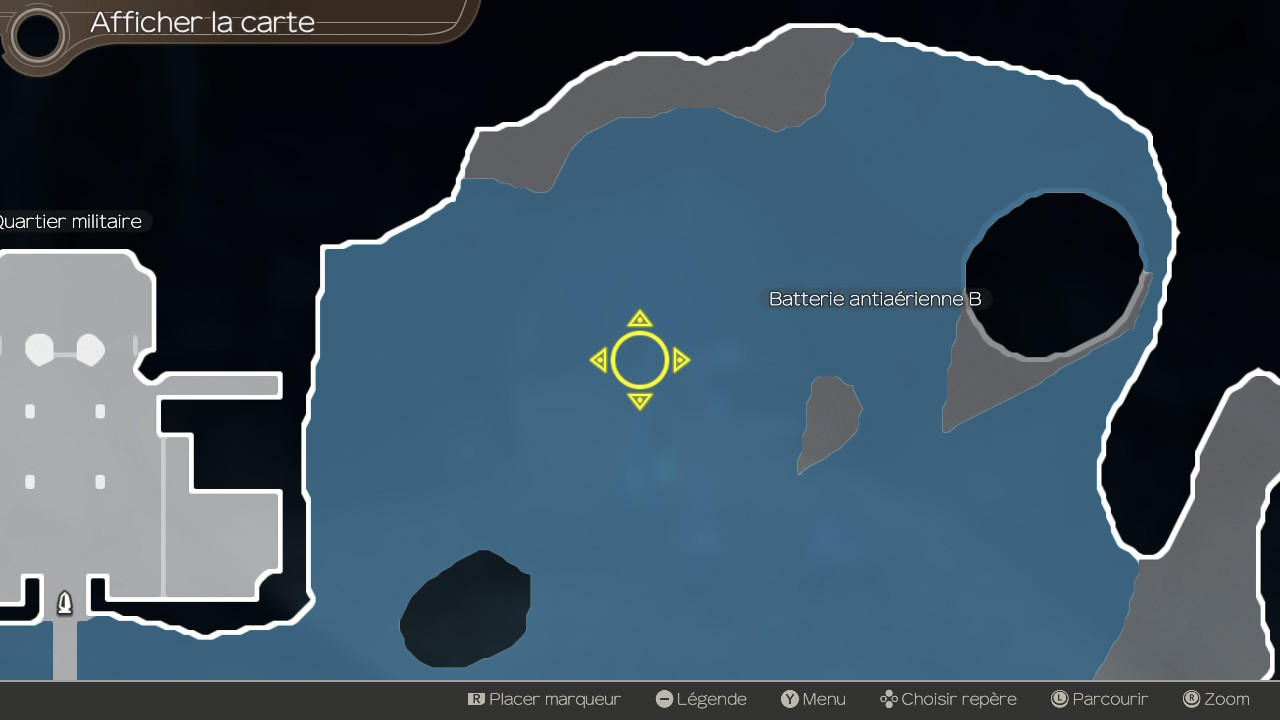 Afficher la carte
Quartier militaire
Batterie antiaérienne B
R Placer marqueur
Légende
Y Menu
Choisir repère
L Parcourir
R Zoom